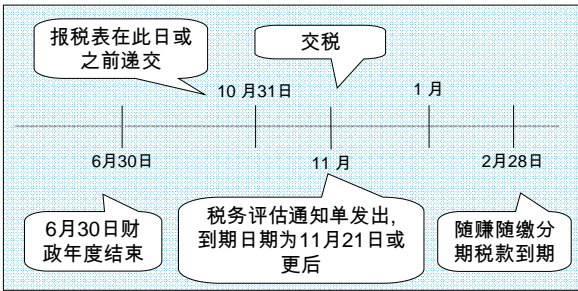 报税表在此日或
之前递交
交税
10 月31日
1 月
6月30日
11 月
2月28日
6月30日财
政年度结束
税务评估通知单发出,
到期日期为11月21日或
更后
随赚随缴分
期税款到期